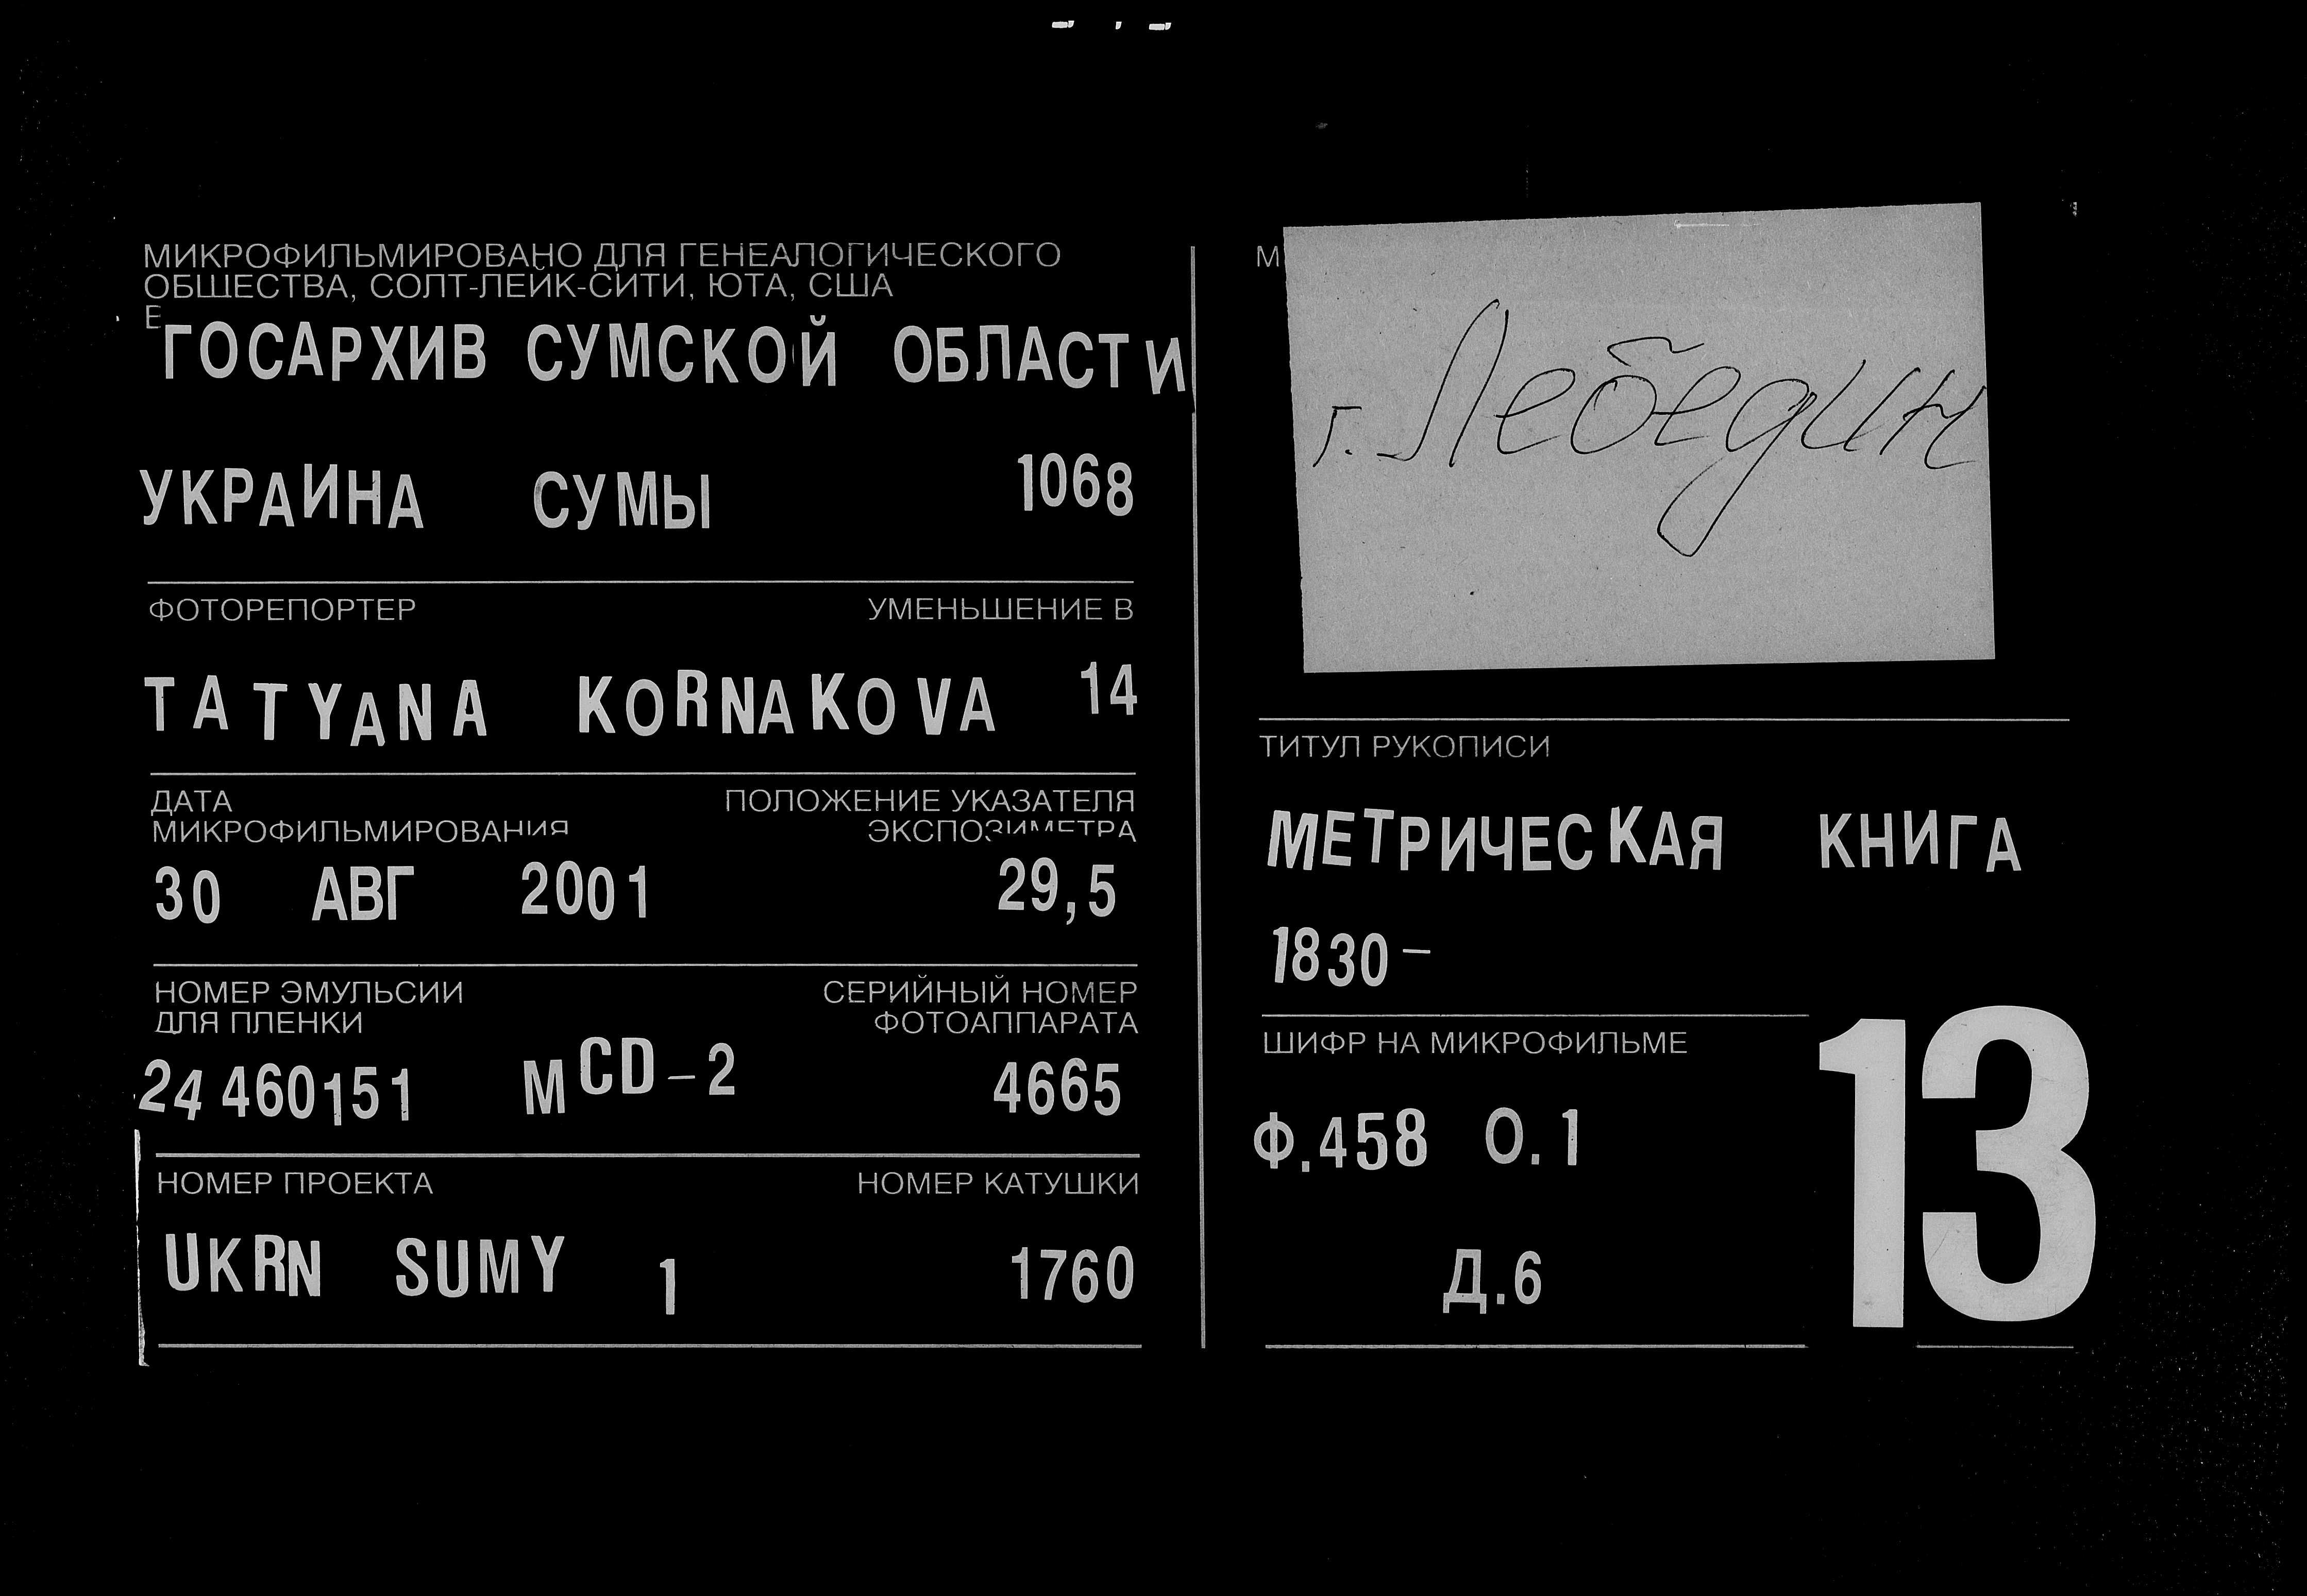 МИКРОФИЛЬМИРОВАНО ДЛЯ ГЕНЕАЛОГИЧЕСКОГО
ОБЩЕСТВА, СОЛТ-ЛЕЙК-СИТИ, ЮТА, США
ГОСАРХИВ СУМСКОЙ ОБЛАСТИ
УКРАИНА СУМЫ 1068
ФОТОРЕПОРТЕР УМЕНЬШЕНИЕ В
TATYANA KORNAKOVA 14
ДАТА ПОЛОЖЕНИЕ УКАЗАТЕЛЯ
МИКРОФИЛЬМИРОВАНИЯ ЭКСПОЗИМЕТРА
30 АВГ 2001 29,5
НОМЕР ЭМУЛЬСИИ СЕРИЙНЫЙ НОМЕР
ДЛЯ ПЛЕНКИ ФОТОАППАРАТА
24 460151 MCD-2 4665
НОМЕР ПРОЕКТА НОМЕР КАТУШКИ
UKRN SUMY 1 1760
г. Лебедин
ТИТУЛ РУКОПИСИ
МЕТРИЧЕСКАЯ КНИГА
1830-
ШИФР НА МИКРОФИЛЬМЕ
Ф.458 О.1
Д.6
13